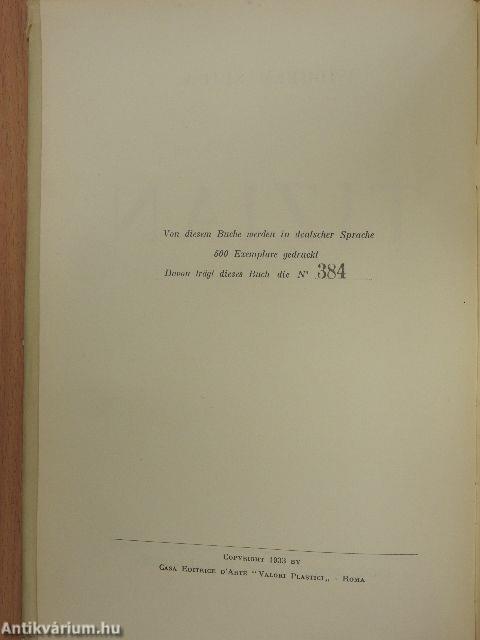 Von diesem Buche werden in deutscher Sprache
500 Exemplare gedruckt
Davon trägt dieses Buch die N° 384
COPYRIGHT 1933 BY
CASA EDITRICE D'ARTE “VALORI PLASTICI„ - ROMA
Antikvárium.hu